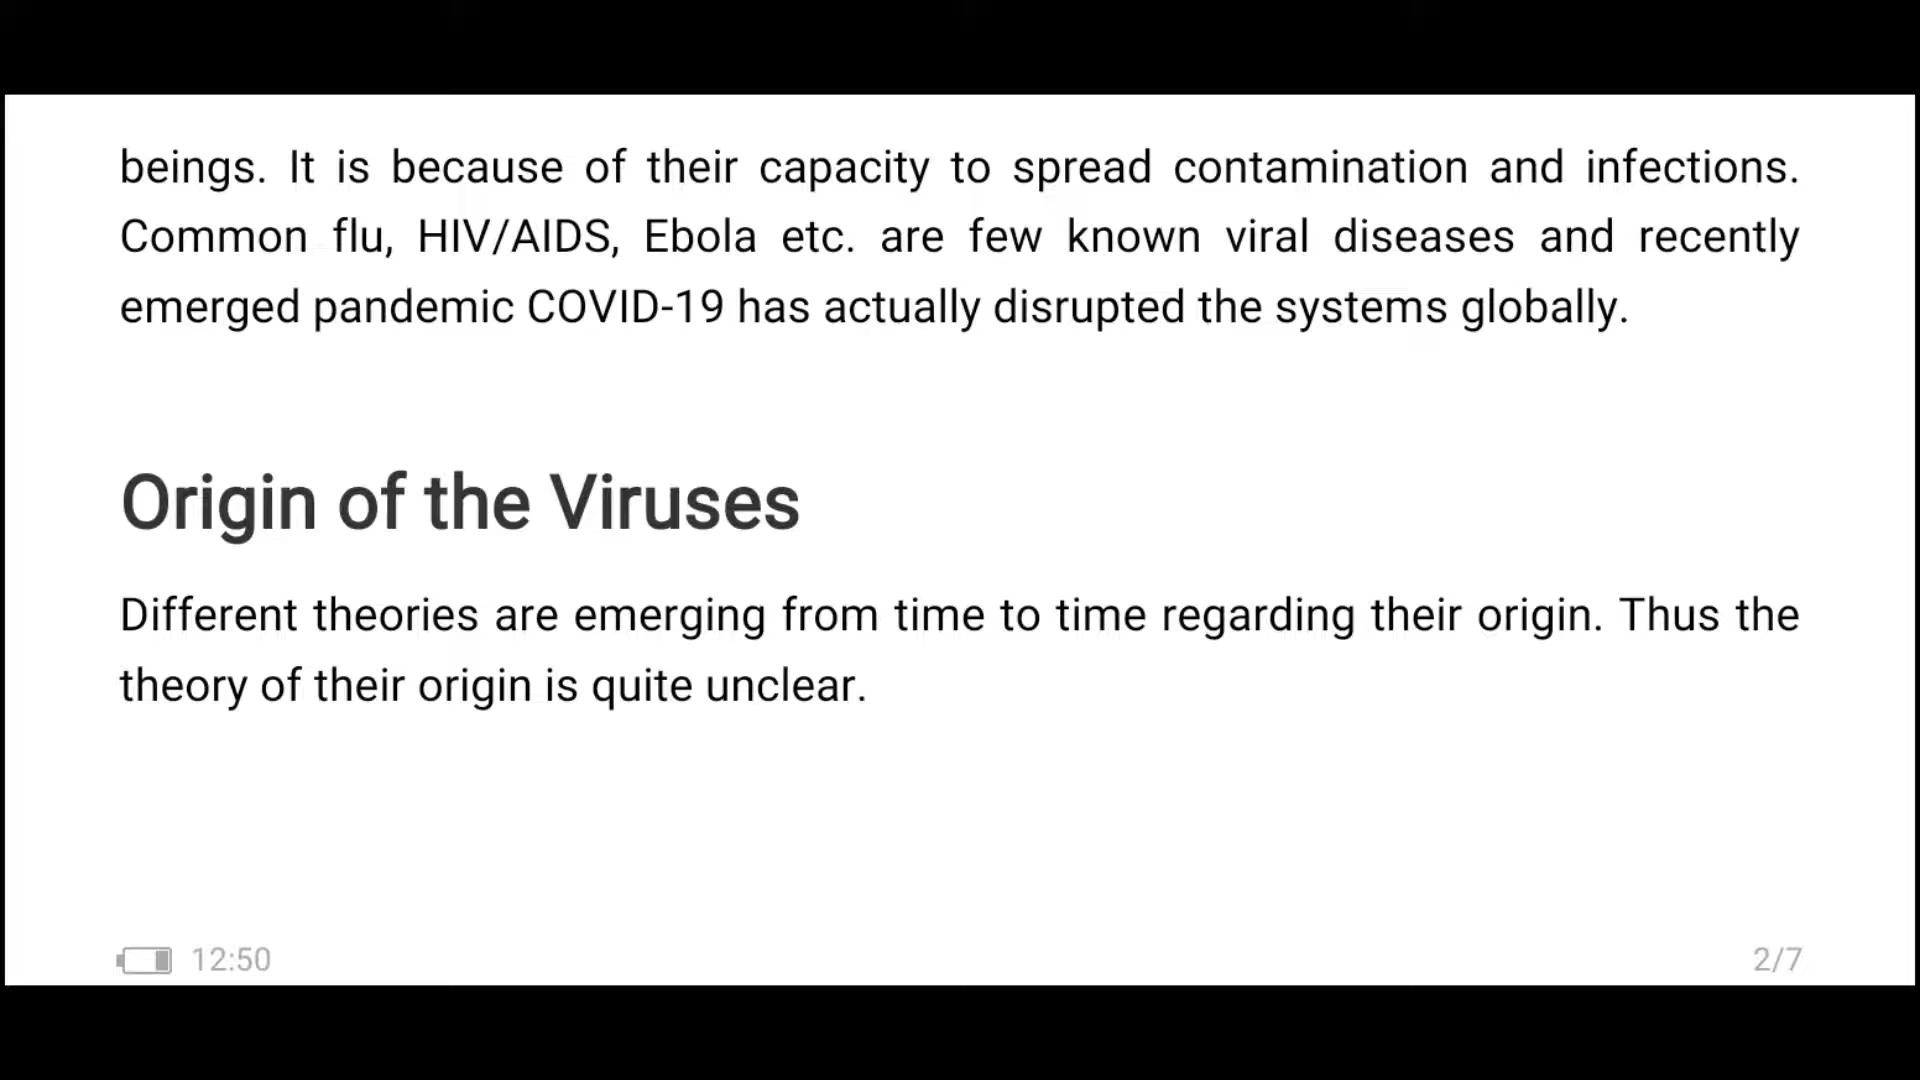 beings. It is because of their capacity to spread contamination and infections.
Common flu, HIV/AIDS, Ebola etc. are few known viral diseases and recently
emerged pandemic COVID-19 has actually disrupted the systems globally.
Origin of the Viruses
Different theories are emerging from time to time regarding their origin. Thus the
theory of their origin is quite unclear.
12:50
2/7